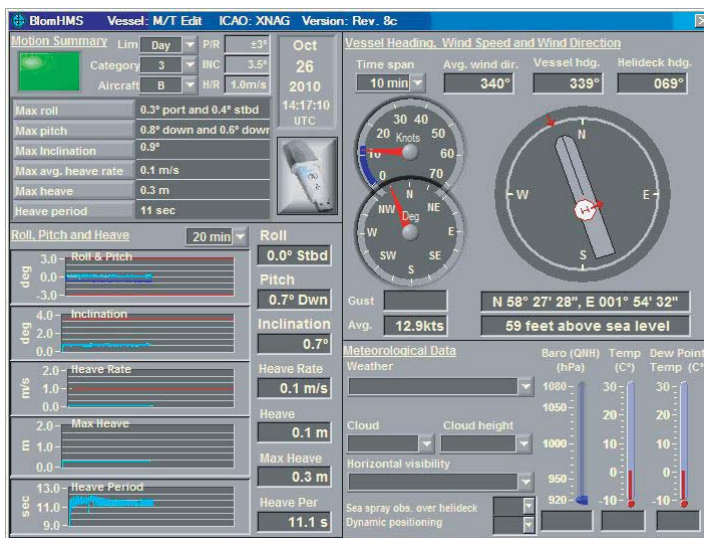 BlomHMS Vessel: M/T Edit ICAO: XNAG Version: Rev. 8c
Motion Summary Lim Day P/R ±3°
Category 3 INC 3.5°
Aircraft B H/R 1.0m/s
Oct
26
2010
14:17:10
UTC
Max roll 0.3° port and 0.4° stbd
Max pitch 0.8° down and 0.6° down
Max Inclination 0.9°
Max avg. heave rate 0.1 m/s
Max heave 0.3 m
Heave period 11 sec
Vessel Heading, Wind Speed and Wind Direction
Time span Avg. wind dir. Vessel hdg. Helideck hdg.
10 min 340° 339° 069°
0 10 20 30 40 50 60 70
Knots
N NE E SE S SW W NW
Deg
N
W E
S
H
Gust
Avg. 12.9kts
N 58° 27' 28", E 001° 54' 32"
59 feet above sea level
Roll, Pitch and Heave 20 min
Roll & Pitch
deg
3.0
0.0
-3.0
Inclination
deg
4.0
2.0
0.0
Heave Rate
m/s
2.0
1.0
0.0
Max Heave
m
2.0
1.0
0.0
Heave Period
sec
13.0
11.0
9.0
Roll
0.0° Stbd
Pitch
0.7° Dwn
Inclination
0.7°
Heave Rate
0.1 m/s
Heave
0.1 m
Max Heave
0.3 m
Heave Per
11.1 s
Meteorological Data
Weather
Cloud Cloud height
Horizontal visibility
Sea spray obs. over helideck
Dynamic positioning
Baro (QNH)
(hPa)
1080
1050
1000
950
920
Temp
(C°)
30
20
10
0
-10
Dew Point
Temp (C°
30
20
10
0
-10